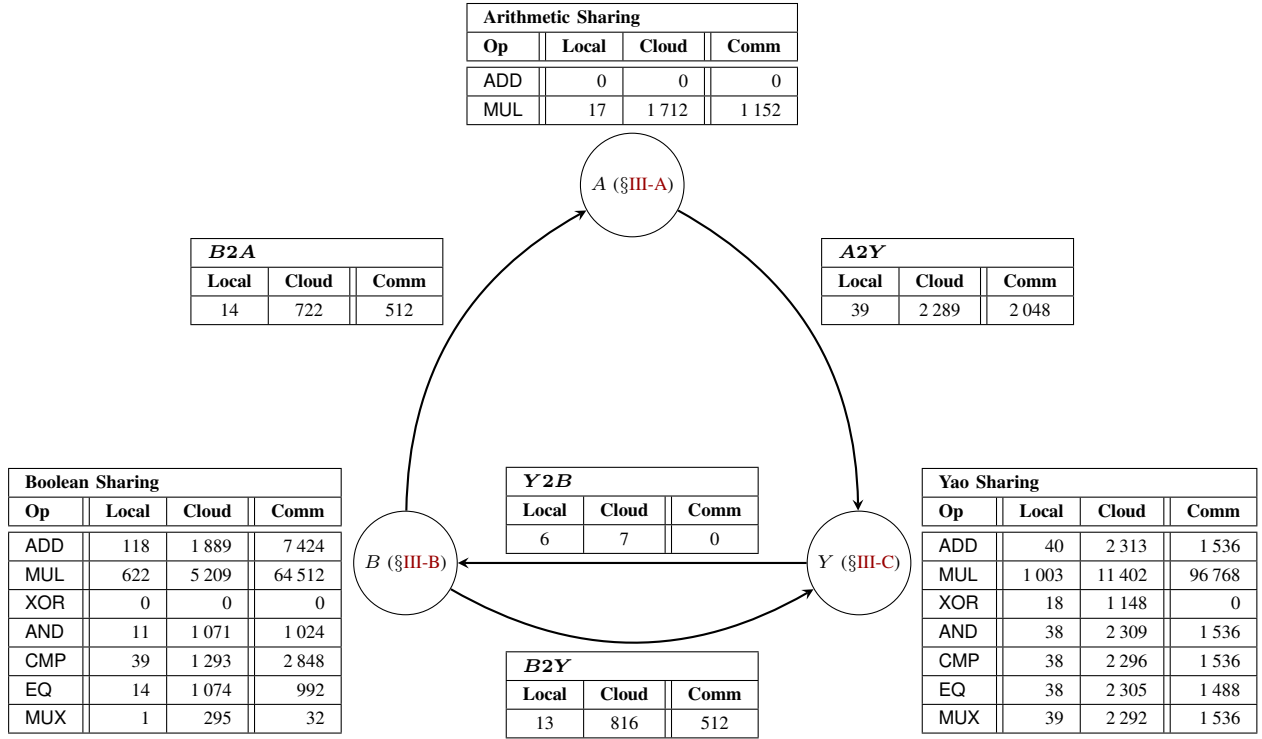 Arithmetic Sharing
Op Local Cloud Comm
ADD 0 0 0
MUL 17 1 712 1 152
A (§III-A)
B2A
Local Cloud Comm
14 722 512
A2Y
Local Cloud Comm
39 2 289 2 048
Boolean Sharing
Op Local Cloud Comm
ADD 118 1 889 7 424
MUL 622 5 209 64 512
XOR 0 0 0
AND 11 1 071 1 024
CMP 39 1 293 2 848
EQ 14 1 074 992
MUX 1 295 32
B (§III-B)
Y2B
Local Cloud Comm
6 7 0
B2Y
Local Cloud Comm
13 816 512
Y (§III-C)
Yao Sharing
Op Local Cloud Comm
ADD 40 2 313 1 536
MUL 1 003 11 402 96 768
XOR 18 1 148 0
AND 38 2 309 1 536
CMP 38 2 296 1 536
EQ 38 2 305 1 488
MUX 39 2 292 1 536